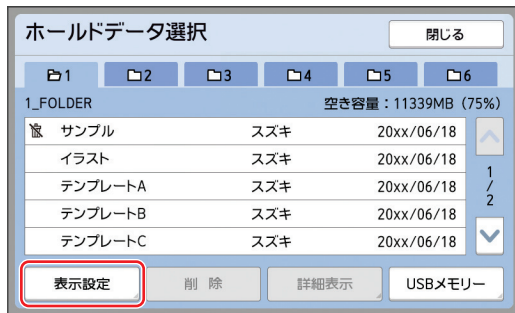 ホールドデータ選択 閉じる
1 2 3 4 5 6
1_FOLDER 空き容量：11339MB (75%)
サンプル スズキ 20xx/06/18
イラスト スズキ 20xx/06/18
テンプレートA スズキ 20xx/06/18
テンプレートB スズキ 20xx/06/18
テンプレートC スズキ 20xx/06/18
1
/
2
表示設定 削 除 詳細表示 USBメモリー